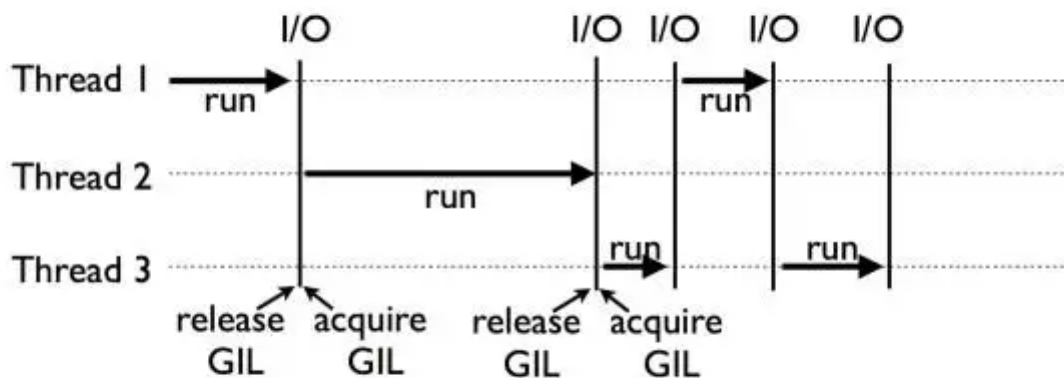 I/O I/O I/O I/O I/O
Thread 1
run run
Thread 2
run
run run
Thread 3
release acquire release acquire
GIL GIL GIL GIL